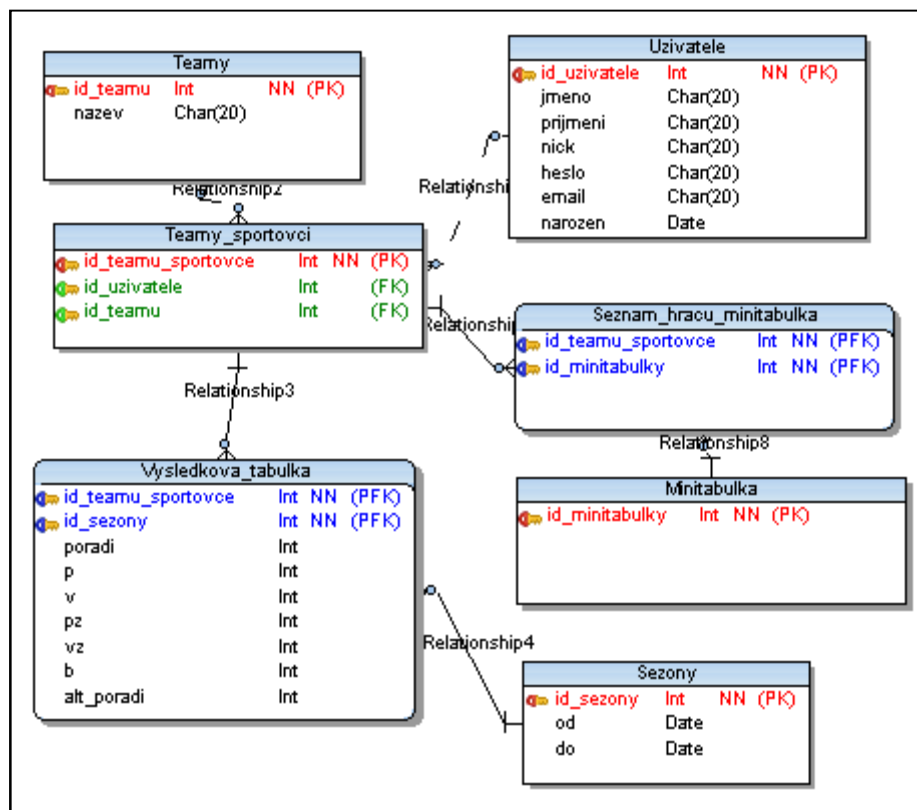 Teamy
id_teamu Int NN (PK)
nazev Char(20)
Relationship2
Uzivatele
id_uzivatele Int NN (PK)
jmeno Char(20)
prijmeni Char(20)
nick Char(20)
heslo Char(20)
email Char(20)
narozen Date
Relationship
Teamy_sportovci
id_teamu_sportovce Int NN (PK)
id_uzivatele Int (FK)
id_teamu Int (FK)
Relationship
Seznam_hracu_minitabulka
id_teamu_sportovce Int NN (PFK)
id_minitabulky Int NN (PFK)
Relationship3
Relationship8
Vysledkova_tabulka
id_teamu_sportovce Int NN (PFK)
id_sezony Int NN (PFK)
poradi Int
p Int
v Int
pz Int
vz Int
b Int
alt_poradi Int
Minitabulka
id_minitabulky Int NN (PK)
Relationship4
Sezony
id_sezony Int NN (PK)
od Date
do Date